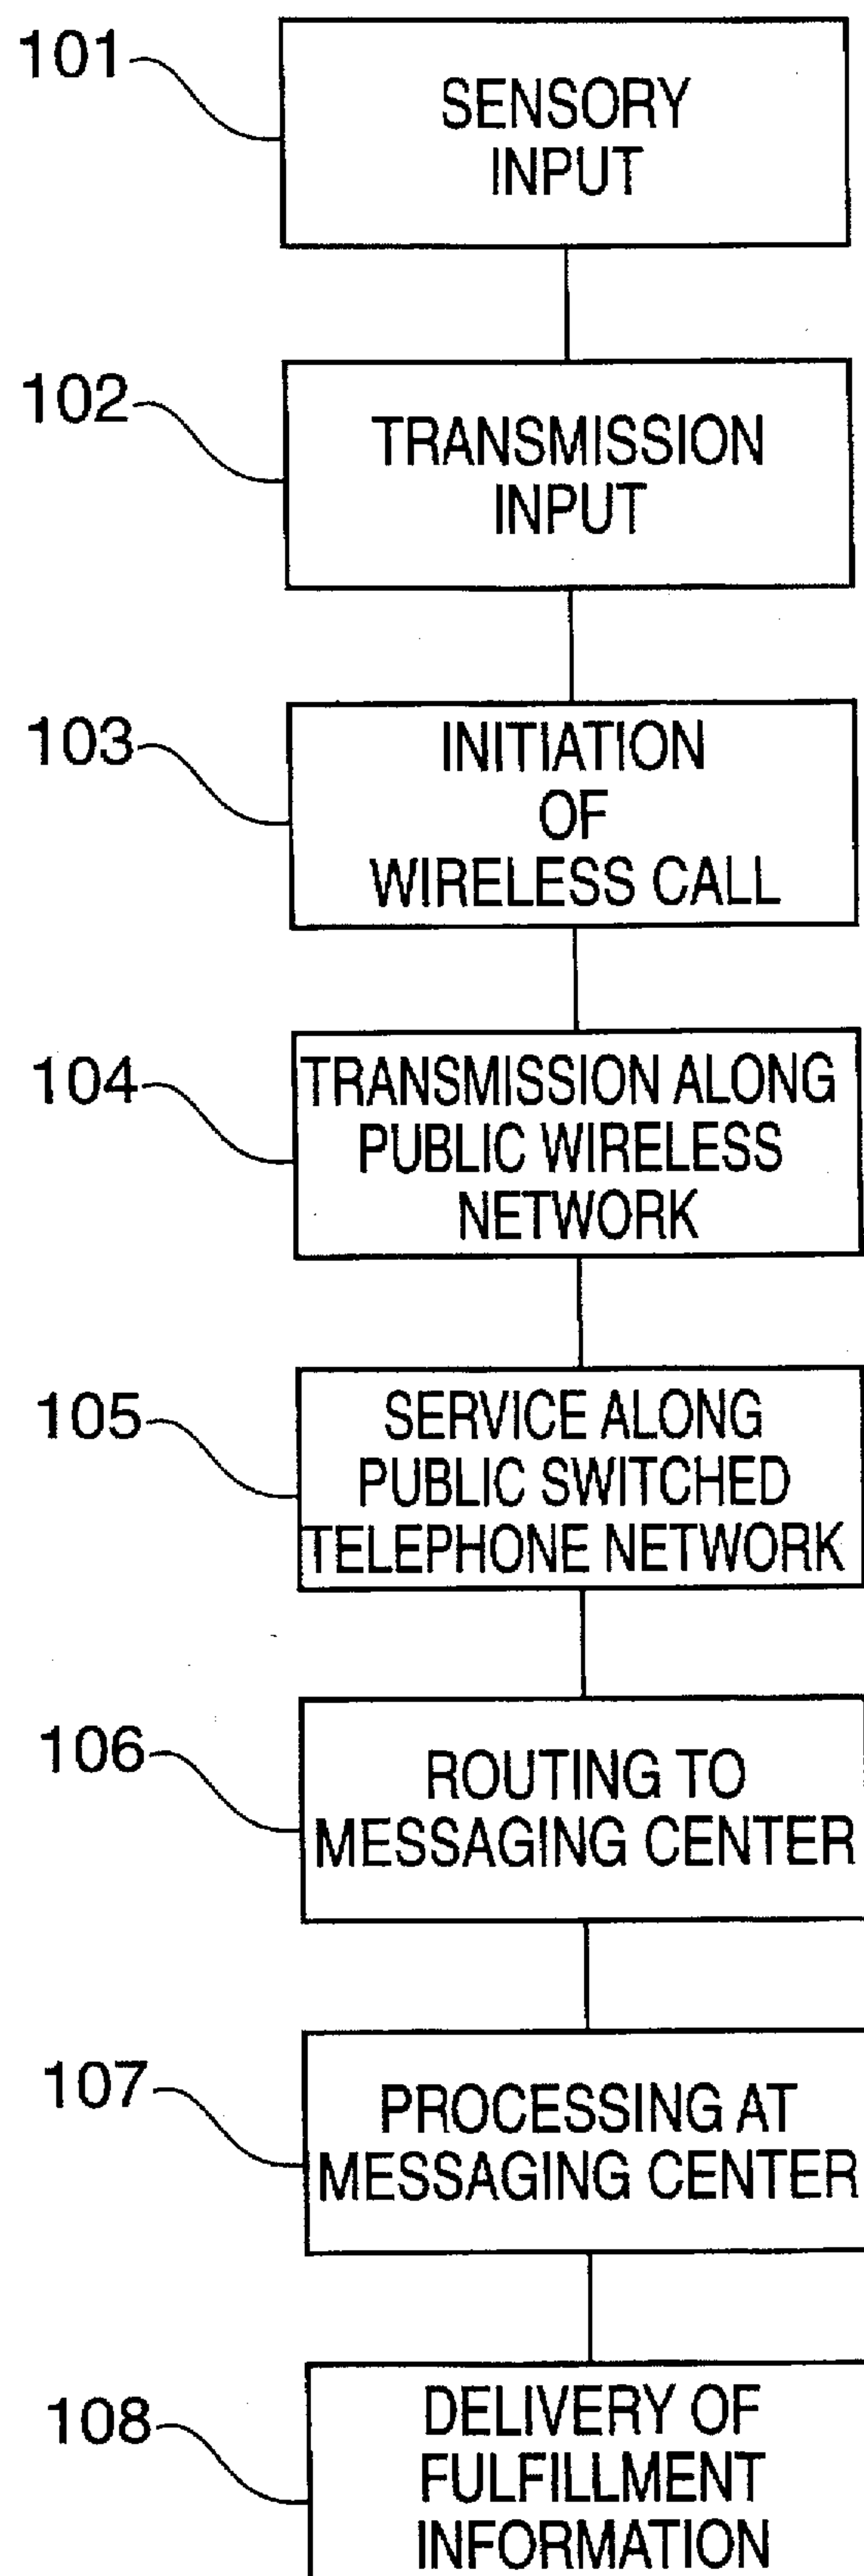 101
SENSORY
INPUT
102
TRANSMISSION
INPUT
103
INITIATION
OF
WIRELESS CALL
104
TRANSMISSION ALONG
PUBLIC WIRELESS
NETWORK
105
SERVICE ALONG
PUBLIC SWITCHED
TELEPHONE NETWORK
106
ROUTING TO
MESSAGING CENTER
107
PROCESSING AT
MESSAGING CENTER
108
DELIVERY OF
FULFILLMENT
INFORMATION